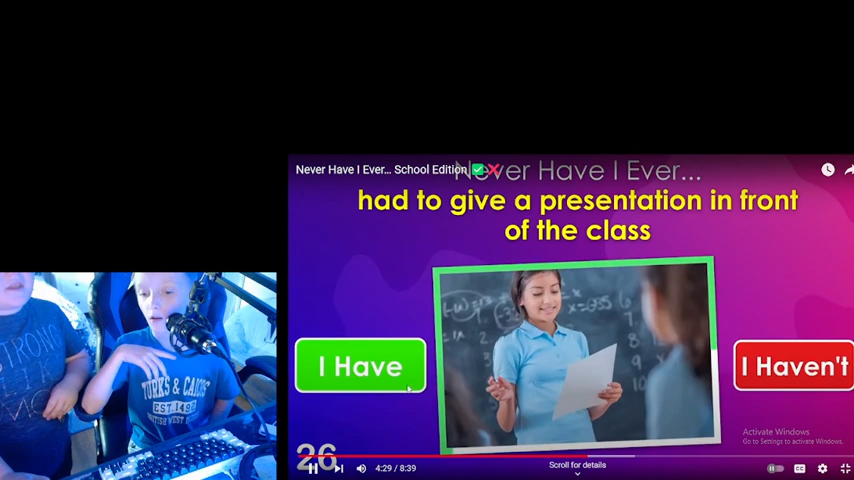 Never Have I Ever... School Edition ✅❌
Never Have I Ever...
had to give a presentation in front
of the class
I Have
I Haven't
STRONG
TURKS & CAICOS
EST.1492
26
Activate Windows
Go to Settings to activate Windows.
4:29 / 8:39
Scroll for details
CC